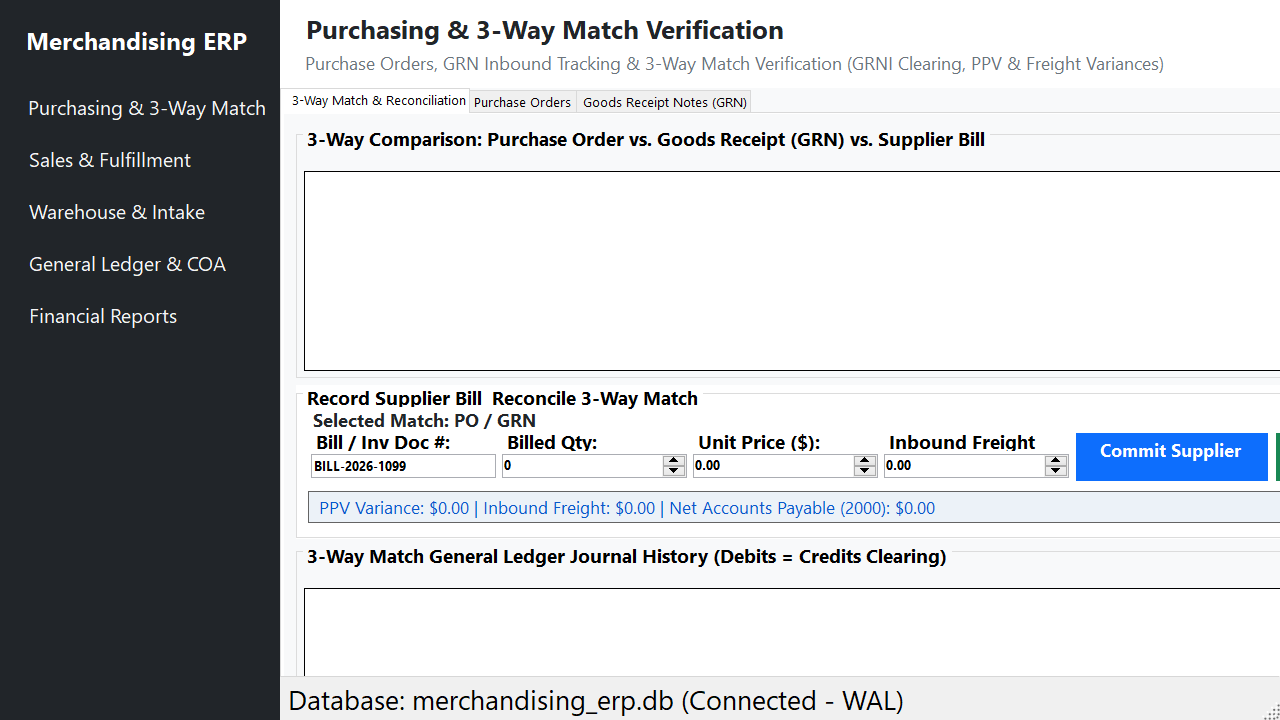 Merchandising ERP
Purchasing & 3-Way Match
Sales & Fulfillment
Warehouse & Intake
General Ledger & COA
Financial Reports
Purchasing & 3-Way Match Verification
Purchase Orders, GRN Inbound Tracking & 3-Way Match Verification (GRNI Clearing, PPV & Freight Variances)
3-Way Match & Reconciliation Purchase Orders Goods Receipt Notes (GRN)
3-Way Comparison: Purchase Order vs. Goods Receipt (GRN) vs. Supplier Bill
Record Supplier Bill Reconcile 3-Way Match
Selected Match: PO / GRN
Bill / Inv Doc #: Billed Qty: Unit Price ($): Inbound Freight
BILL-2026-1099 0 0.00 0.00 Commit Supplier
PPV Variance: $0.00 | Inbound Freight: $0.00 | Net Accounts Payable (2000): $0.00
3-Way Match General Ledger Journal History (Debits = Credits Clearing)
Database: merchandising_erp.db (Connected - WAL)